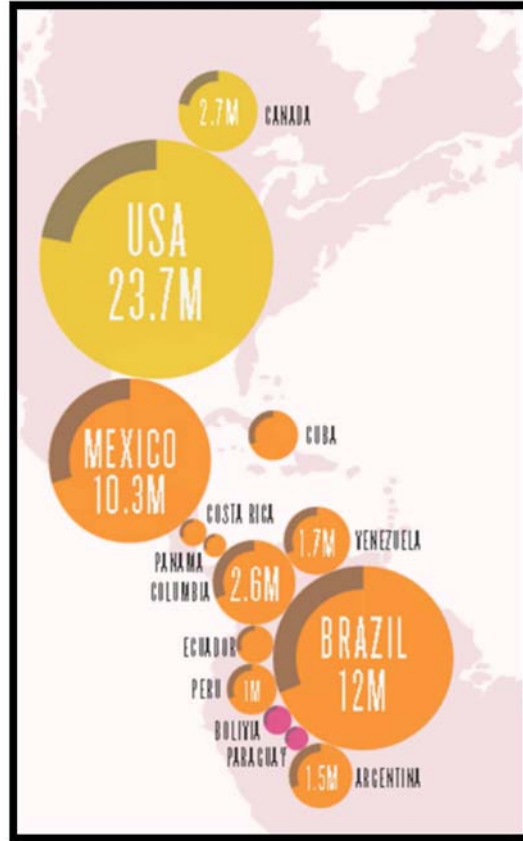 2.7M
CANADA
USA
23.7M
MEXICO
10.3M
CUBA
COSTA RICA
PANAMA
1.7M
VENEZUELA
COLUMBIA
2.6M
ECUADOR
BRAZIL
12M
PERU
1M
BOLIVIA
PARAGUAY
1.5M
ARGENTINA